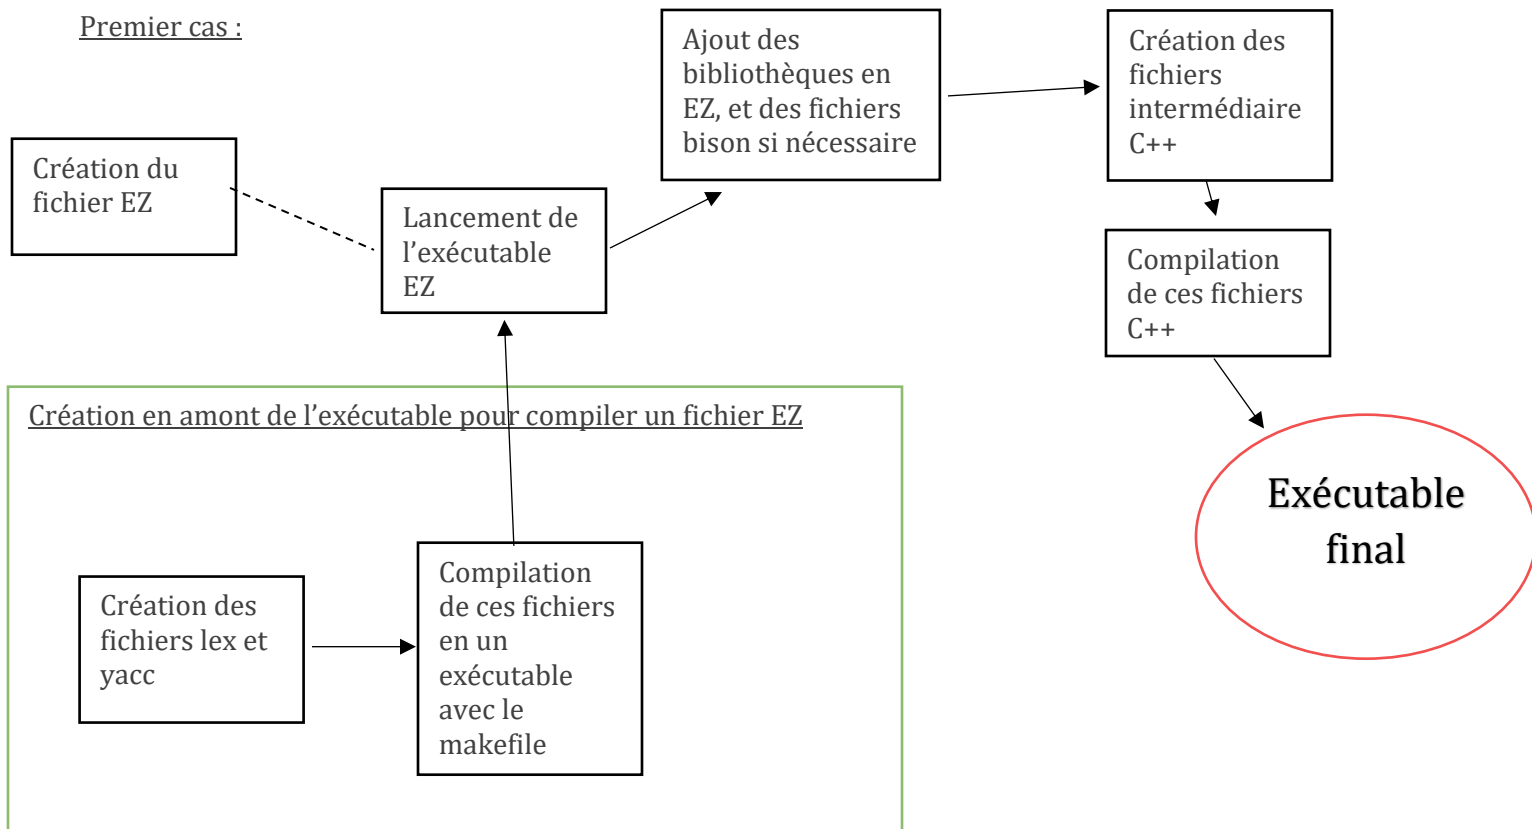 Premier cas :
Création du
fichier EZ
Lancement de
l’exécutable
EZ
Ajout des
bibliothèques en
EZ, et des fichiers
bison si nécessaire
Création des
fichiers
intermédiaire
C++
Compilation
de ces fichiers
C++
Exécutable
final
Création en amont de l’exécutable pour compiler un fichier EZ
Création des
fichiers lex et
yacc
Compilation
de ces fichiers
en un
exécutable
avec le
makefile